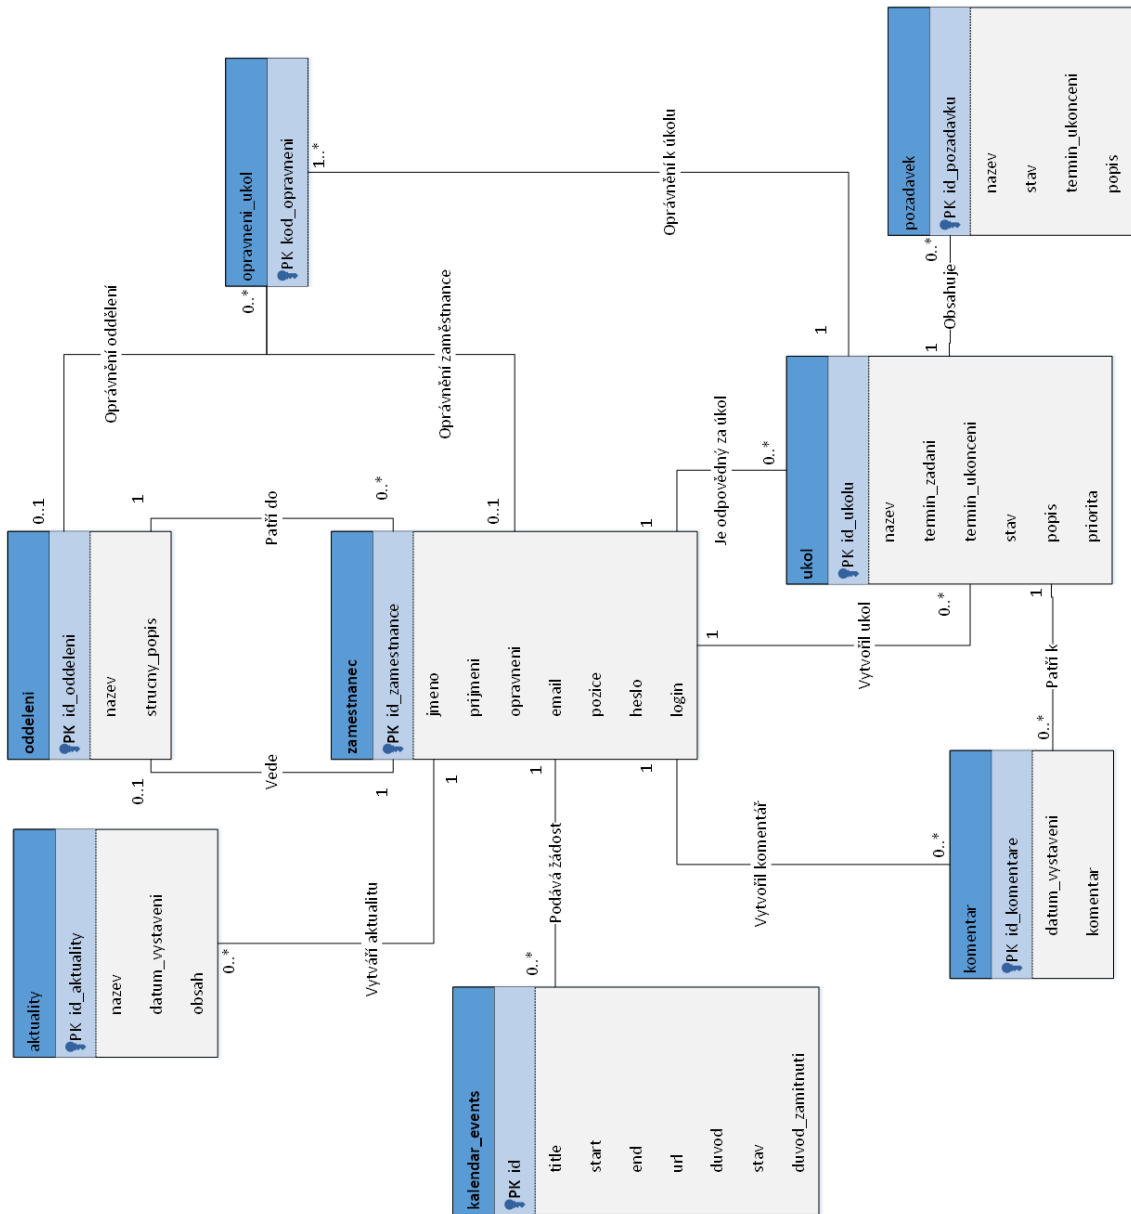 aktuality
PK id_aktuality
nazev
datum_vystaveni
obsah
0..*
Vytváří aktualitu
1
oddeleni
PK id_oddeleni
nazev
strucny_popis
0..1
Vede
1
1
Patří do
0..*
0..1
Oprávnění oddělení
0..*
opravneni_ukol
PK kod_opravneni
1..*
Oprávnění zaměstnance
0..1
zamestnanec
PK id_zamestnance
jmeno
prijmeni
opravneni
email
pozice
heslo
login
kalendar_events
PK id
title
start
end
url
duvod
stav
duvod_zamitnuti
0..*
Podává žádost
1
1
Vytvořil komentář
0..*
1
Vytvořil ukol
0..*
1
Je odpovědný za úkol
0..*
Oprávnění k úkolu
1
komentar
PK id_komentare
datum_vystaveni
komentar
0..*
Patří k
1
ukol
PK id_ukolu
nazev
termin_zadani
termin_ukonceni
stav
popis
priorita
1
Obsahuje
0..*
pozadavek
PK id_pozadavku
nazev
stav
termin_ukonceni
popis